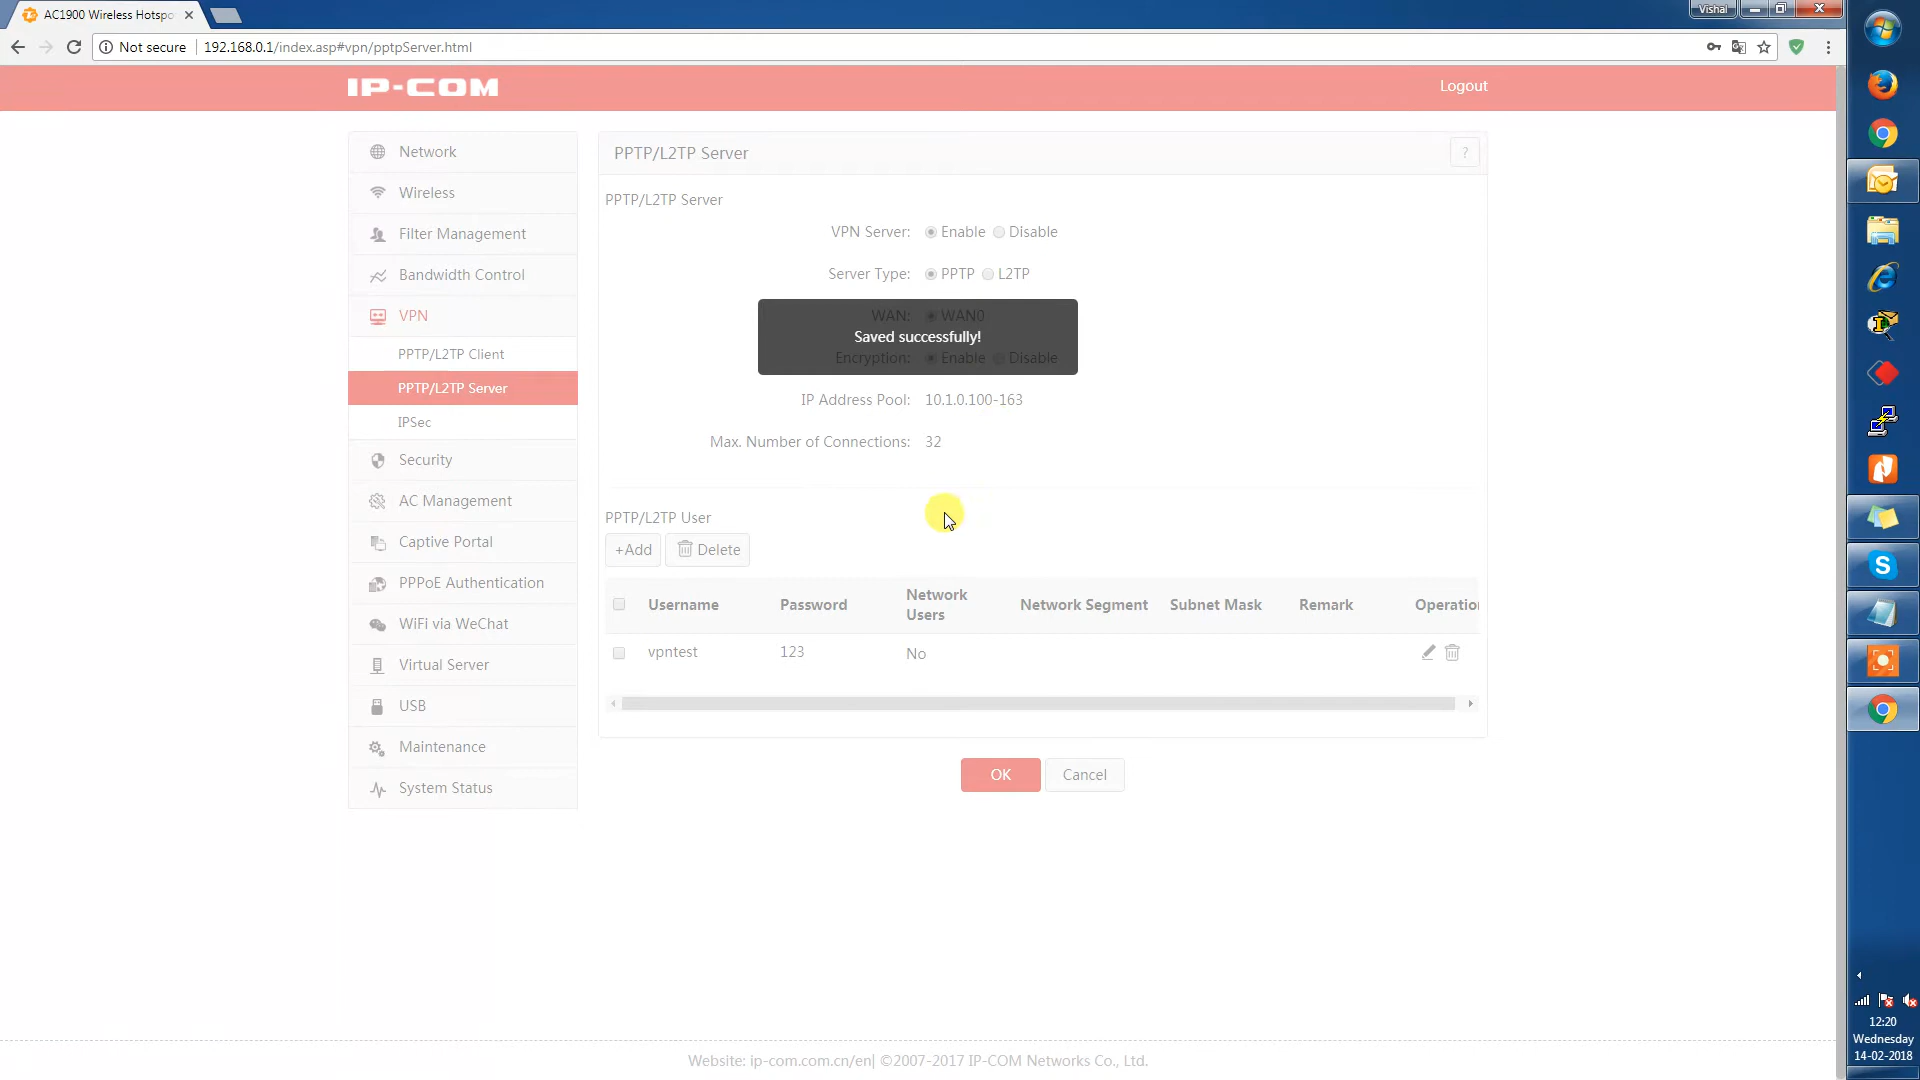 AC1900 Wireless Hotspo
Vishal
Not secure 192.168.0.1/index.asp#vpn/pptpServer.html
IP-COM
Logout
Network
Wireless
Filter Management
Bandwidth Control
VPN
PPTP/L2TP Client
PPTP/L2TP Server
IPSec
Security
AC Management
Captive Portal
PPPoE Authentication
WiFi via WeChat
Virtual Server
USB
Maintenance
System Status
PPTP/L2TP Server
?
PPTP/L2TP Server
VPN Server: Enable Disable
Server Type: PPTP L2TP
WAN: WAN0
Saved successfully!
Encryption: Enable Disable
IP Address Pool: 10.1.0.100-163
Max. Number of Connections: 32
PPTP/L2TP User
+Add Delete
Username Password Network Users Network Segment Subnet Mask Remark Operation
vpntest 123 No
OK Cancel
Website: ip-com.com.cn/en| ©2007-2017 IP-COM Networks Co., Ltd.
12:20
Wednesday
14-02-2018